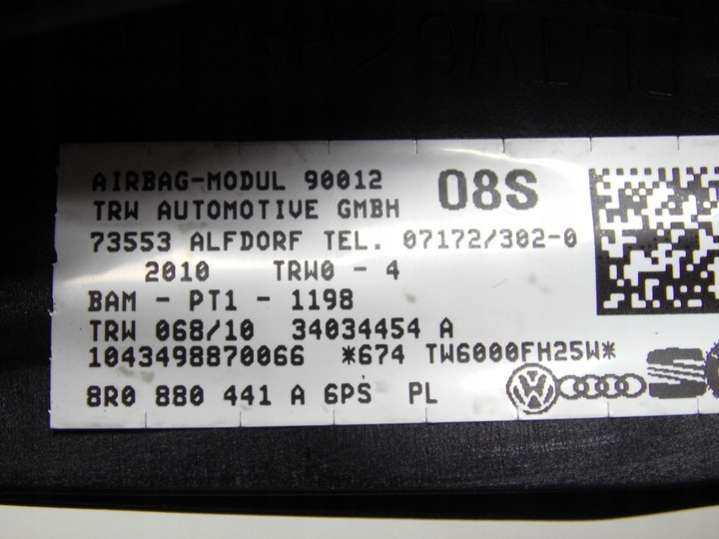 AIRBAG-MODUL 90012 08S
TRW AUTOMOTIVE GMBH
73553 ALFDORF TEL. 07172/302-0
2010 TRW0 - 4
BAM - PT1 - 1198
TRW 068/10 34034454 A
1043498870066 *674 TW6000FH25W*
8R0 880 441 A 6PS PL